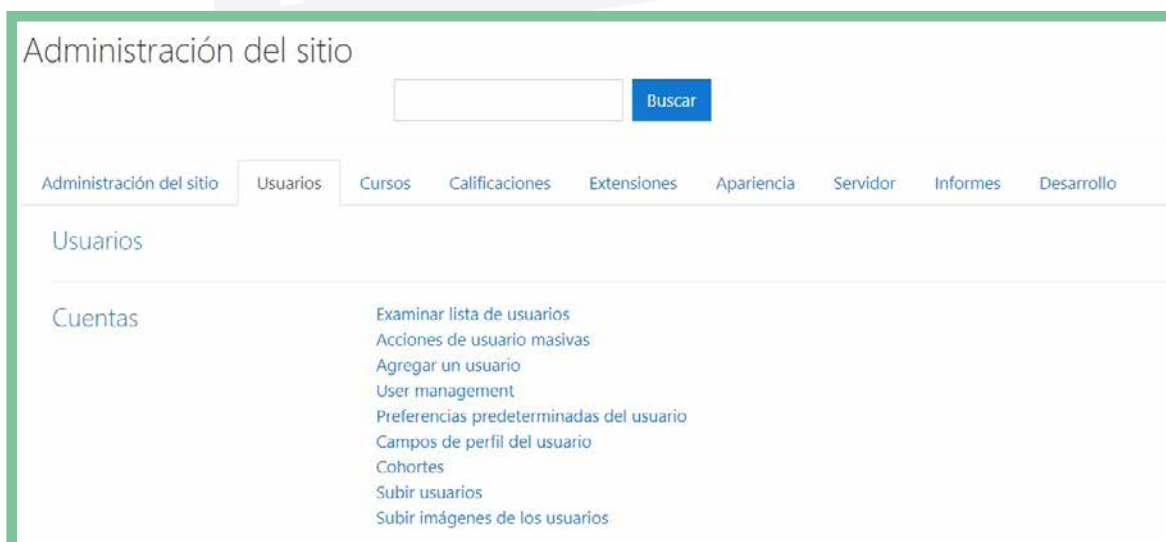 Administración del sitio
Buscar
Administración del sitio Usuarios Cursos Calificaciones Extensiones Apariencia Servidor Informes Desarrollo
Usuarios
Cuentas
Examinar lista de usuarios
Acciones de usuario masivas
Agregar un usuario
User management
Preferencias predeterminadas del usuario
Campos de perfil del usuario
Cohortes
Subir usuarios
Subir imágenes de los usuarios